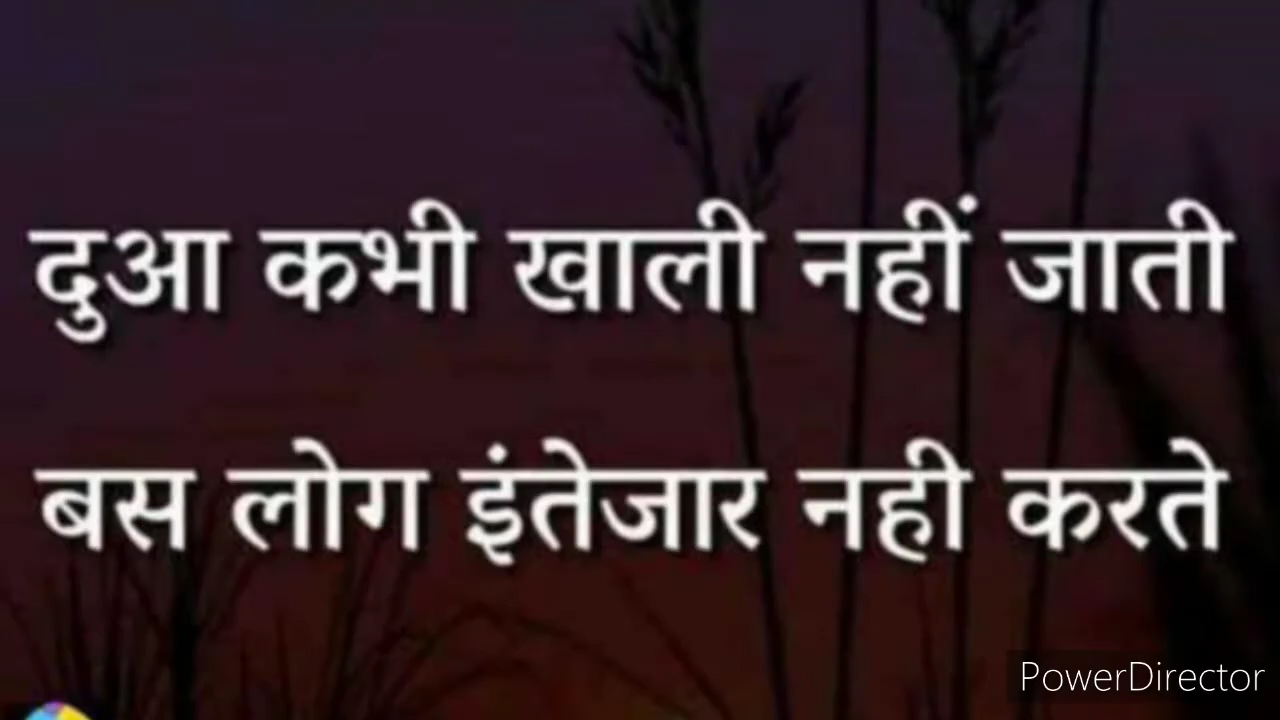 दुआ कभी खाली नहीं जाती
बस लोग इंतेजार नही करते
PowerDirector